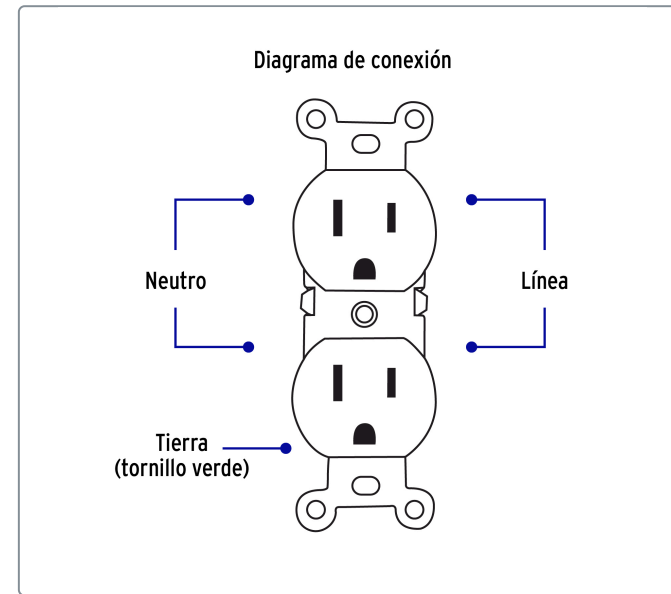 Diagrama de conexión
Neutro
Línea
Tierra
(tornillo verde)